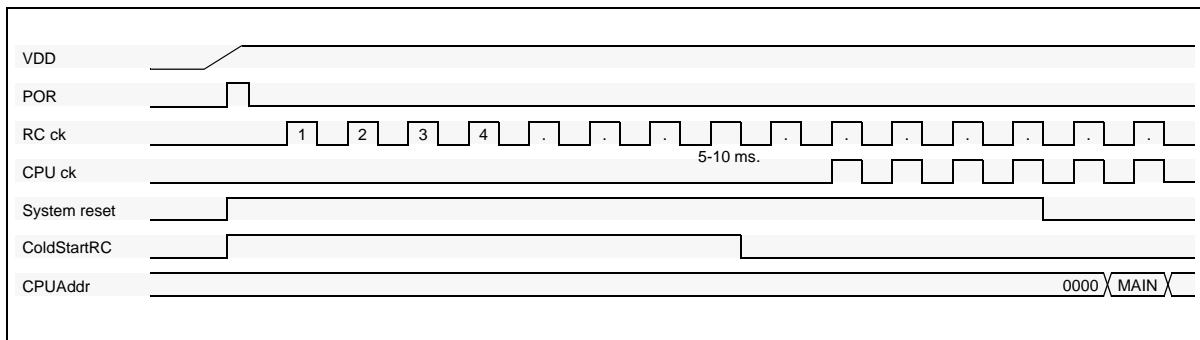 VDD
POR
RC ck 1 2 3 4 . . . . . . . . . .
5-10 ms.
CPU ck
System reset
ColdStartRC
CPUAddr 0000 MAIN